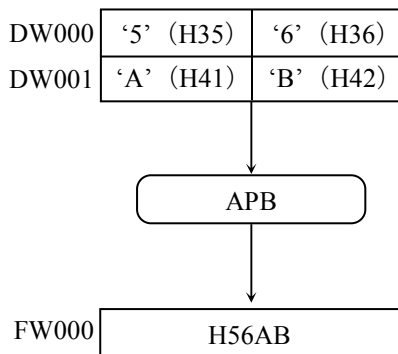 DW000 ‘5’（H35） ‘6’（H36）
DW001 ‘A’（H41） ‘B’（H42）
APB
FW000 H56AB